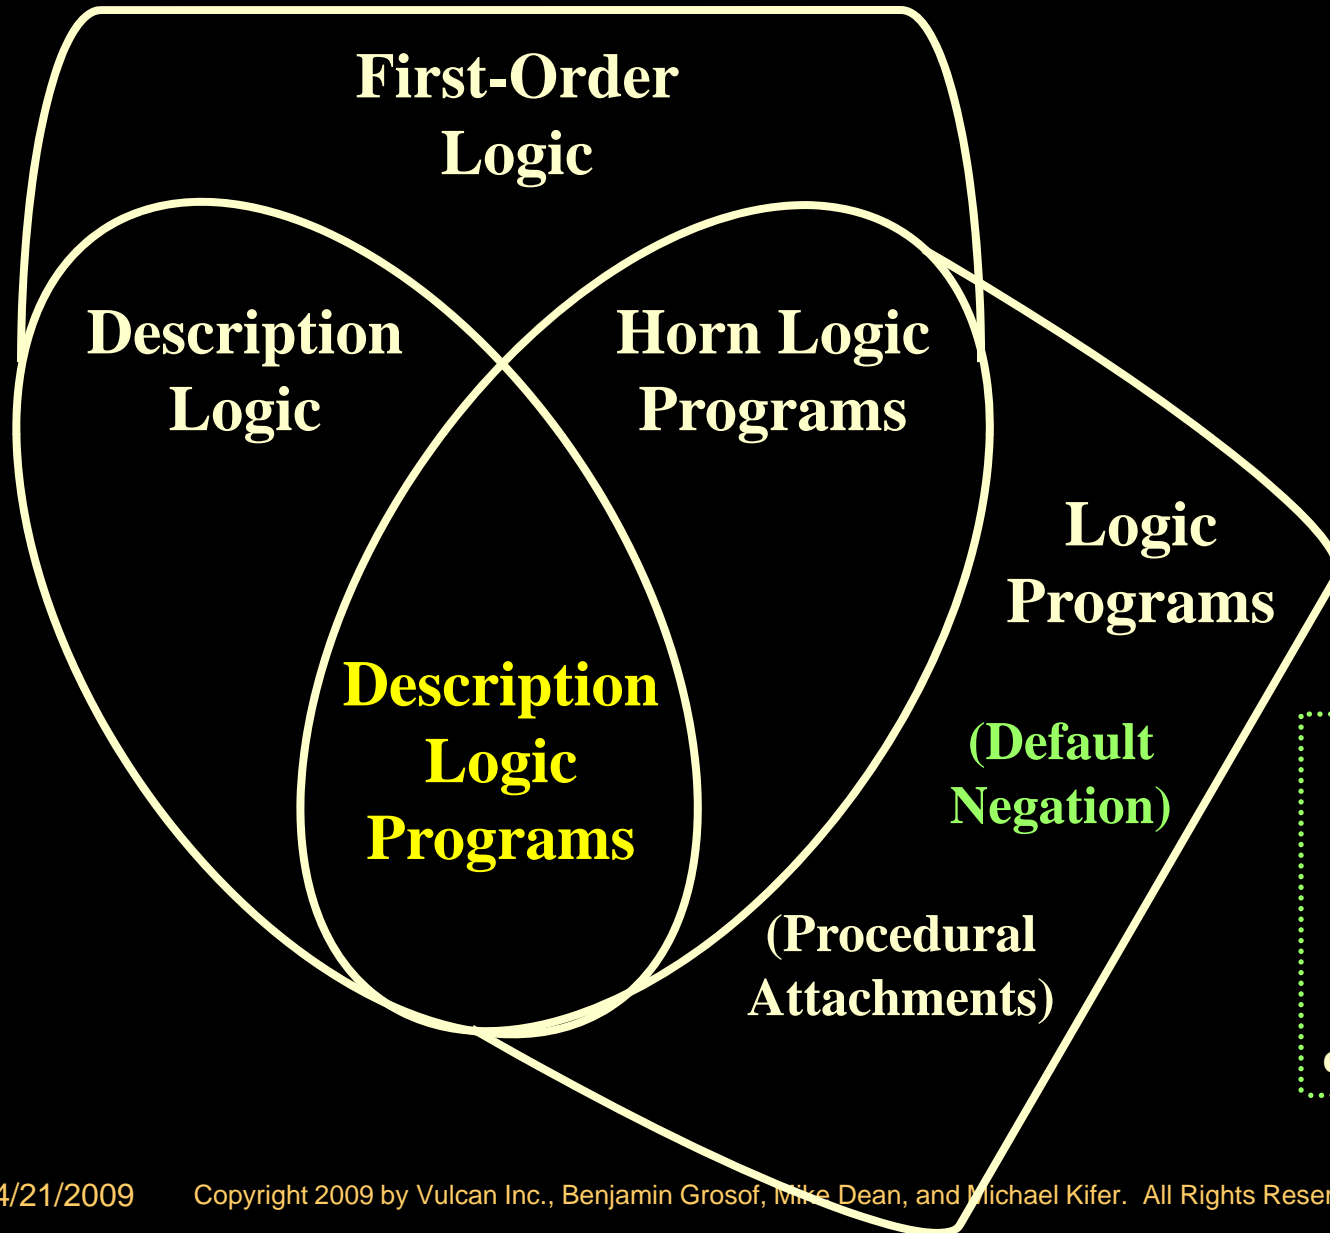 First-Order
Logic
Description
Logic
Horn Logic
Programs
Logic
Programs
Description
Logic
Programs
(Default
Negation)
(Procedural
Attachments)
4/21/2009 Copyright 2009 by Vulcan Inc., Benjamin Grosof, Mike Dean, and Michael Kifer. All Rights